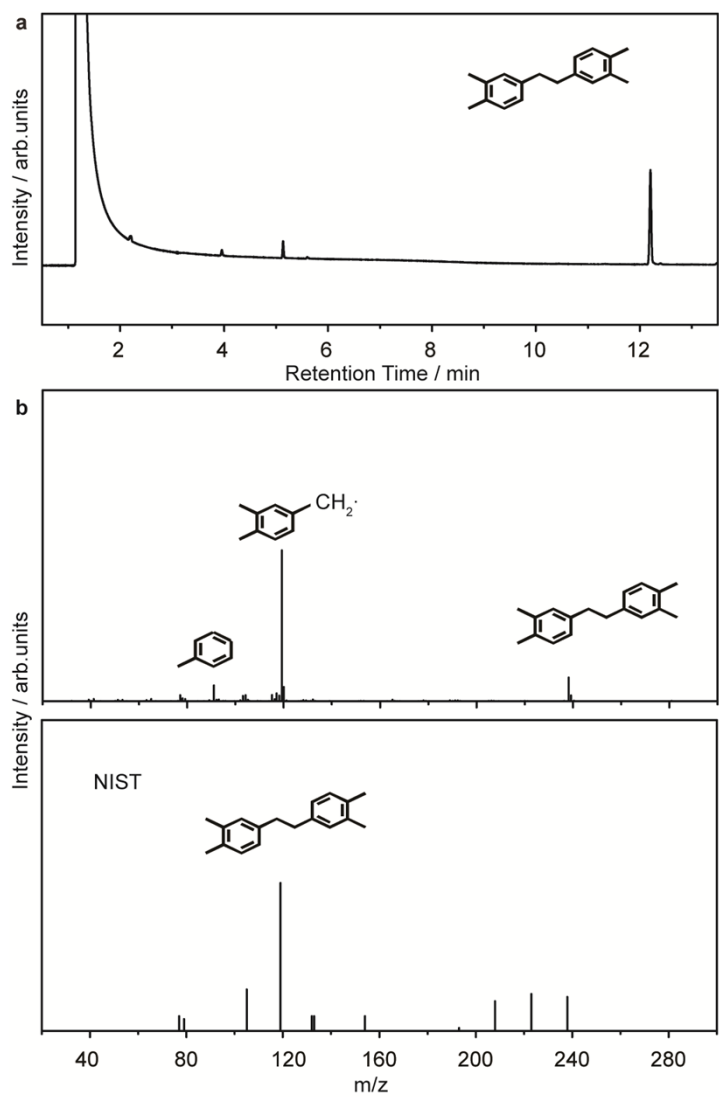 a
Intensity / arb.units
2 4 6 8 10 12
Retention Time / min
b
CH2·
Intensity / arb.units
NIST
40 80 120 160 200 240 280
m/z